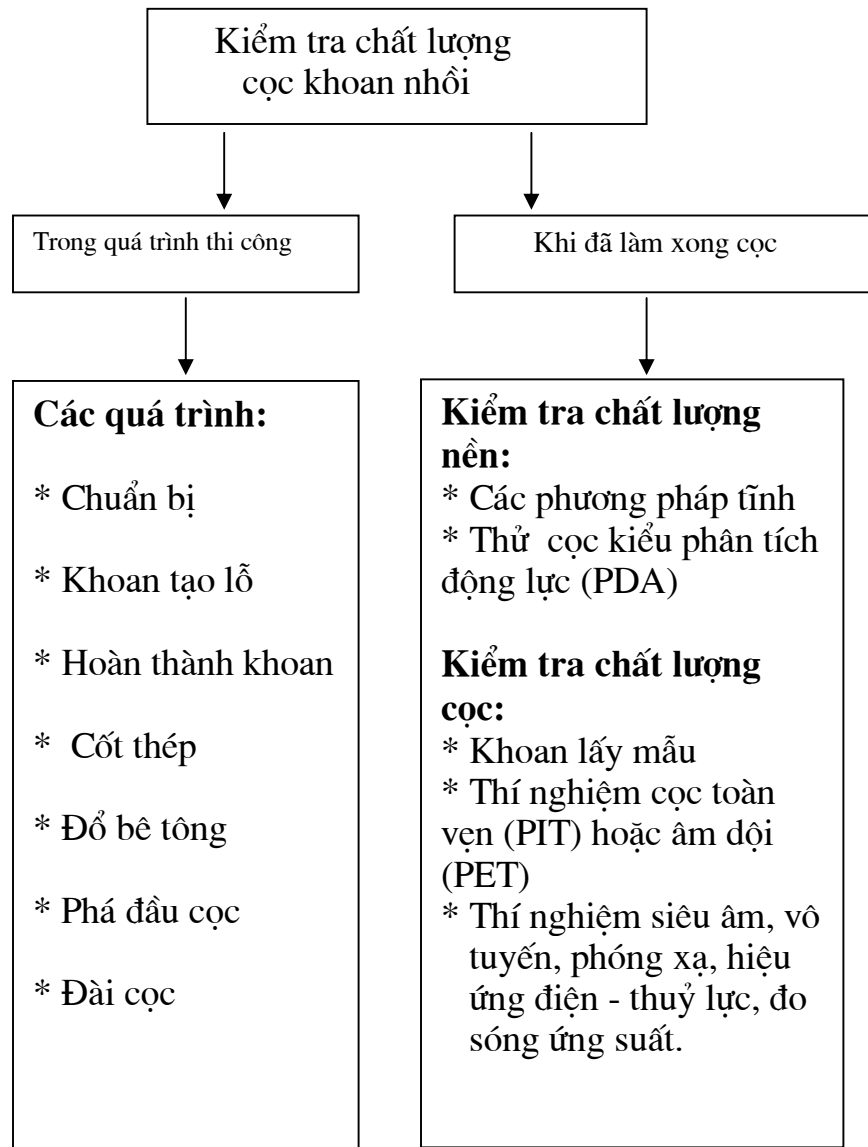 Kiểm tra chất lượng
cọc khoan nhồi
Trong quá trình thi công
Khi đã làm xong cọc
Các quá trình:
* Chuẩn bị
* Khoan tạo lỗ
* Hoàn thành khoan
* Cốt thép
* Đổ bê tông
* Phá đầu cọc
* Đài cọc
Kiểm tra chất lượng
nền:
* Các phương pháp tĩnh
* Thử cọc kiểu phân tích
động lực (PDA)
Kiểm tra chất lượng
cọc:
* Khoan lấy mẫu
* Thí nghiệm cọc toàn
vẹn (PIT) hoặc âm dội
(PET)
* Thí nghiệm siêu âm, vô
tuyến, phóng xạ, hiệu
ứng điện - thuỷ lực, đo
sóng ứng suất.